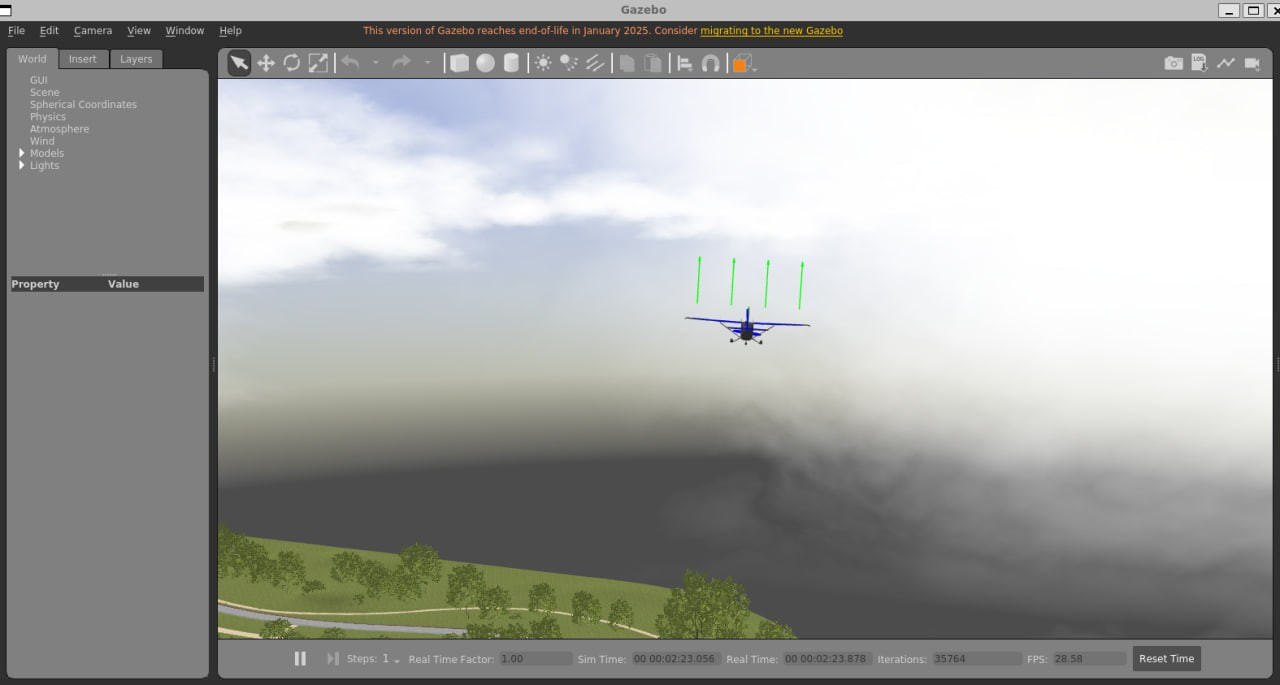 Gazebo
File Edit Camera View Window Help
This version of Gazebo reaches end-of-life in January 2025. Consider migrating to the new Gazebo
World Insert Layers
LOG
GUI
Scene
Spherical Coordinates
Physics
Atmosphere
Wind
Models
Lights
Property Value
Steps: 1 Real Time Factor: 1.00 Sim Time: 00 00:02:23.056 Real Time: 00 00:02:23.878 Iterations: 35764 FPS: 28.58 Reset Time